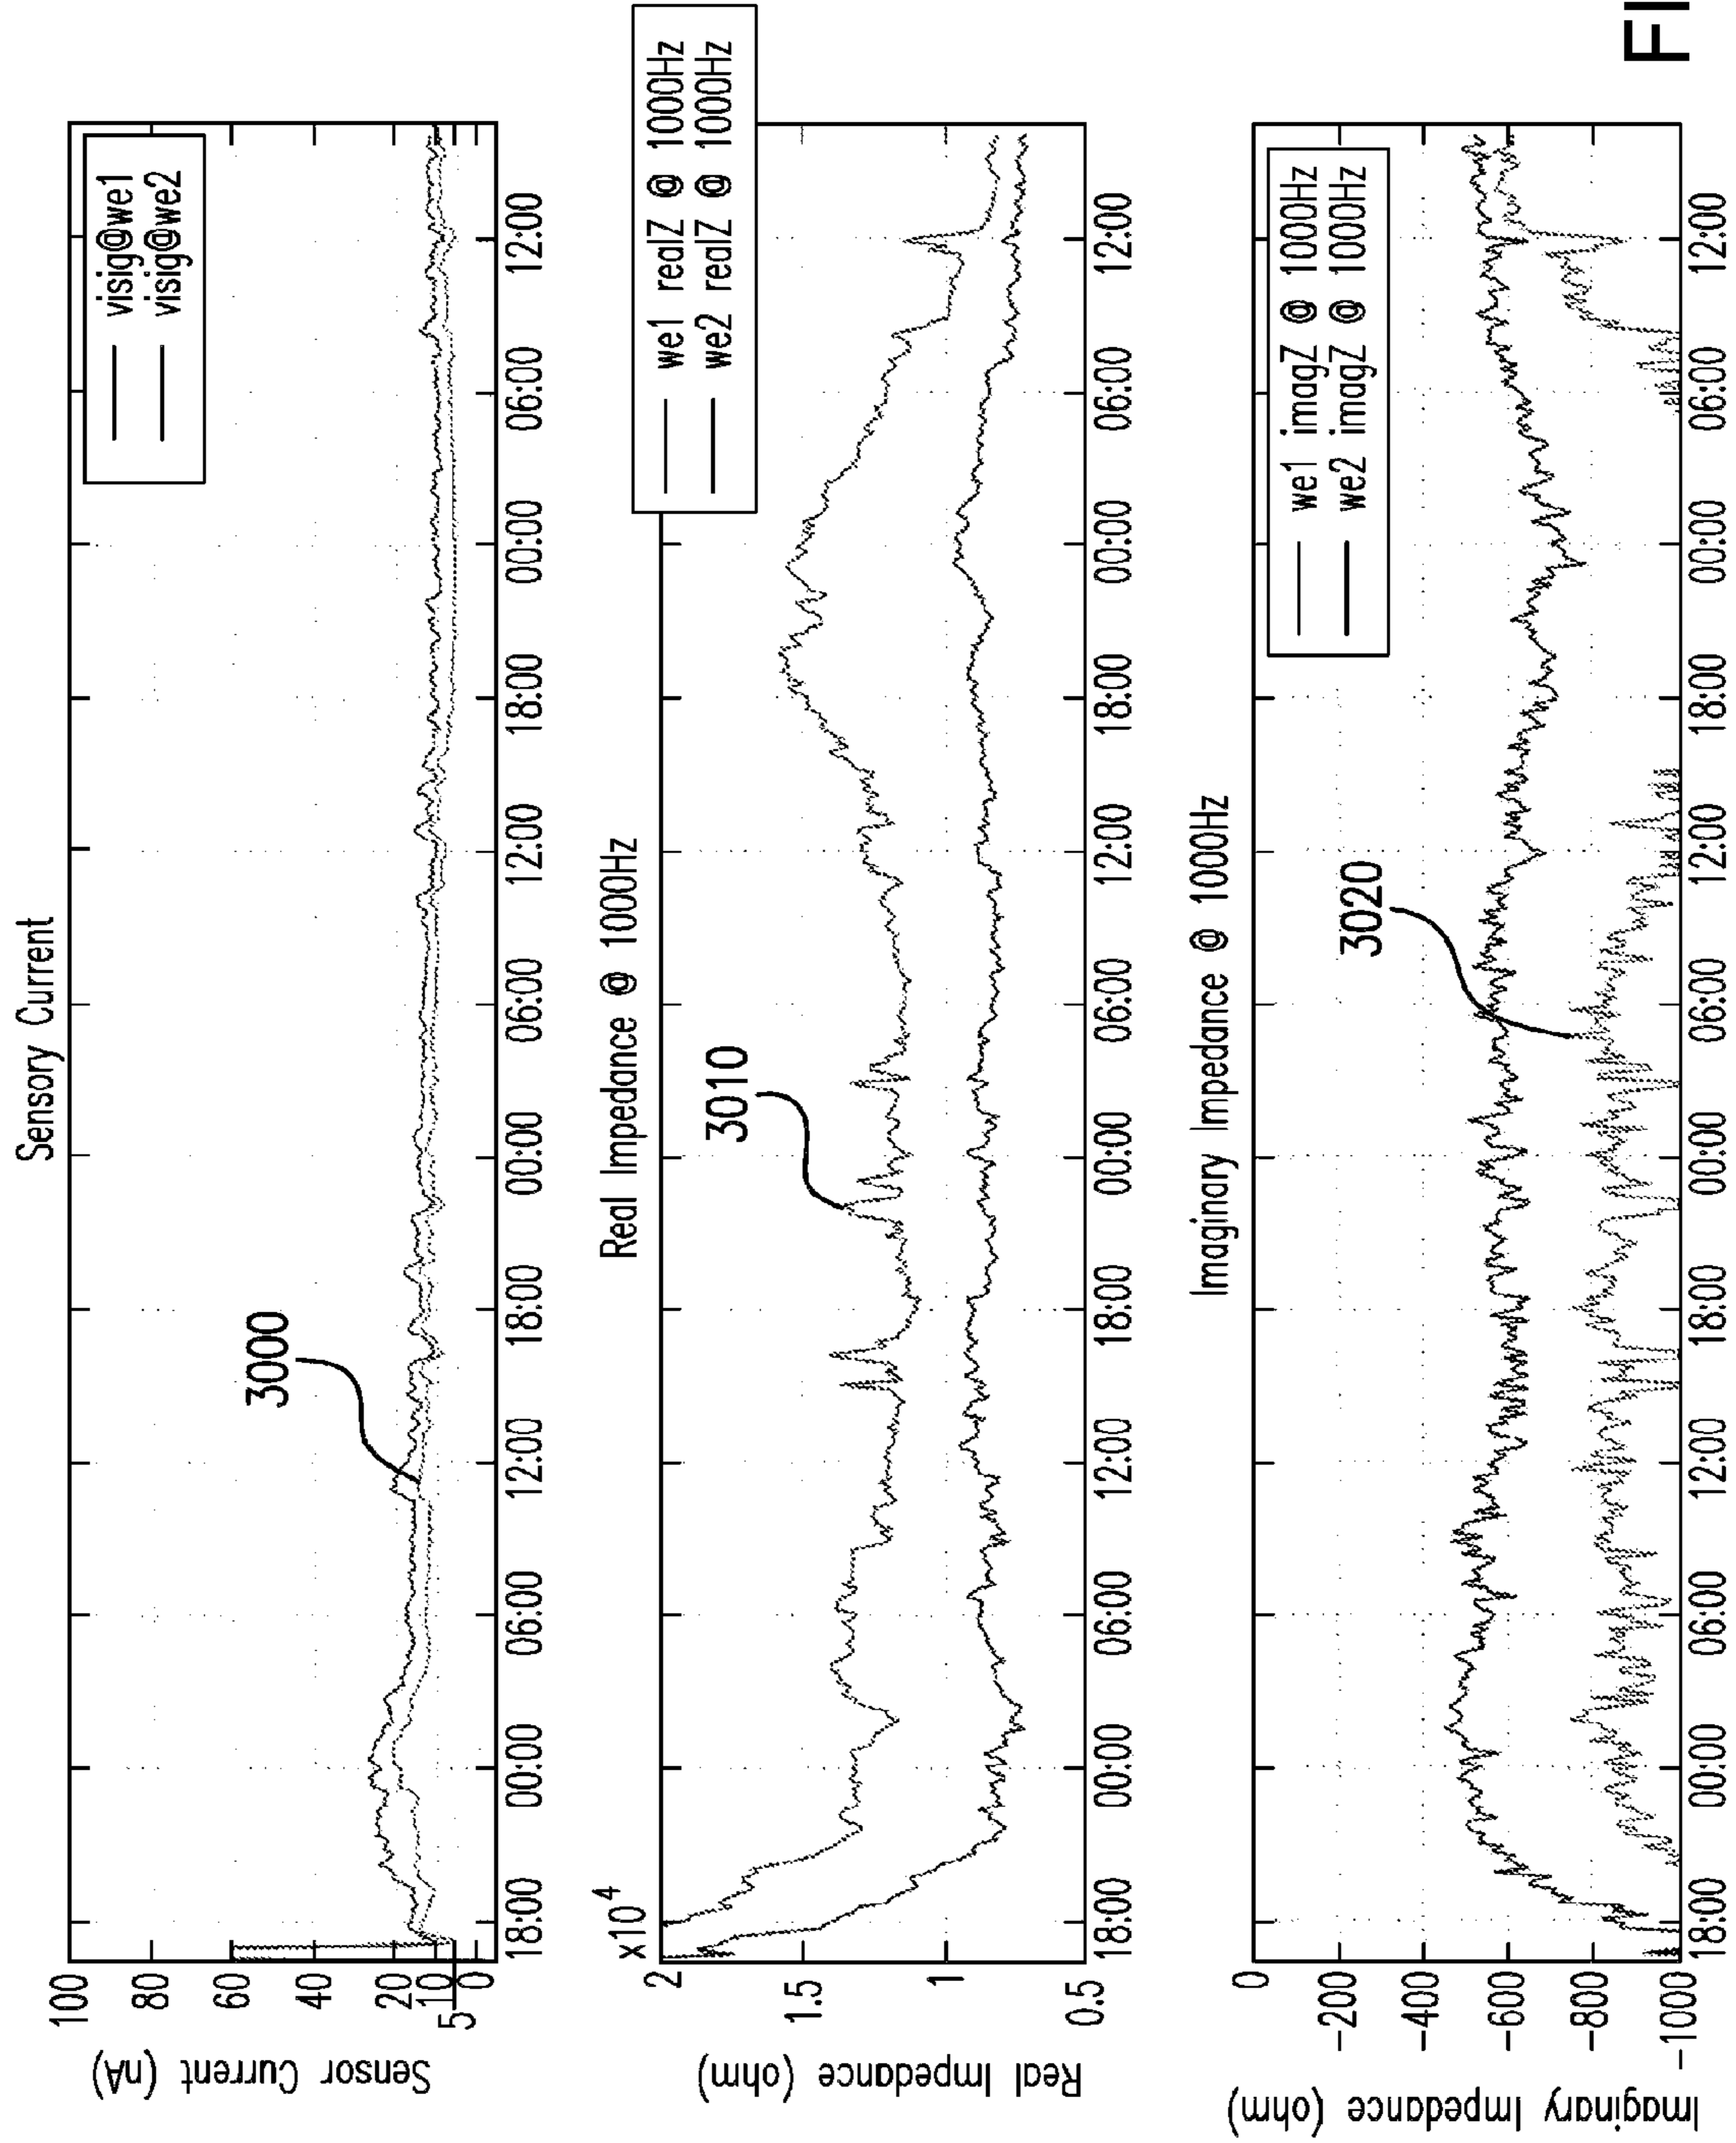 Sensory Current
visig@we1
visig@we2
3000
100
80
60
40
20
10
5
0
Sensor Current (nA)
18:00 00:00 06:00 12:00 18:00 00:00 06:00 12:00 18:00 00:00 06:00 12:00
Real Impedance @ 1000Hz
we1 realZ @ 1000Hz
we2 realZ @ 1000Hz
3010
x10 4
2
1.5
1
0.5
Real Impedance (ohm)
18:00 00:00 06:00 12:00 18:00 00:00 06:00 12:00 18:00 00:00 06:00 12:00
Imaginary Impedance @ 1000Hz
we1 imagZ @ 1000Hz
we2 imagZ @ 1000Hz
3020
0
-200
-400
-600
-800
-1000
Imaginary Impedance (ohm)
18:00 00:00 06:00 12:00 18:00 00:00 06:00 12:00 18:00 00:00 06:00 12:00